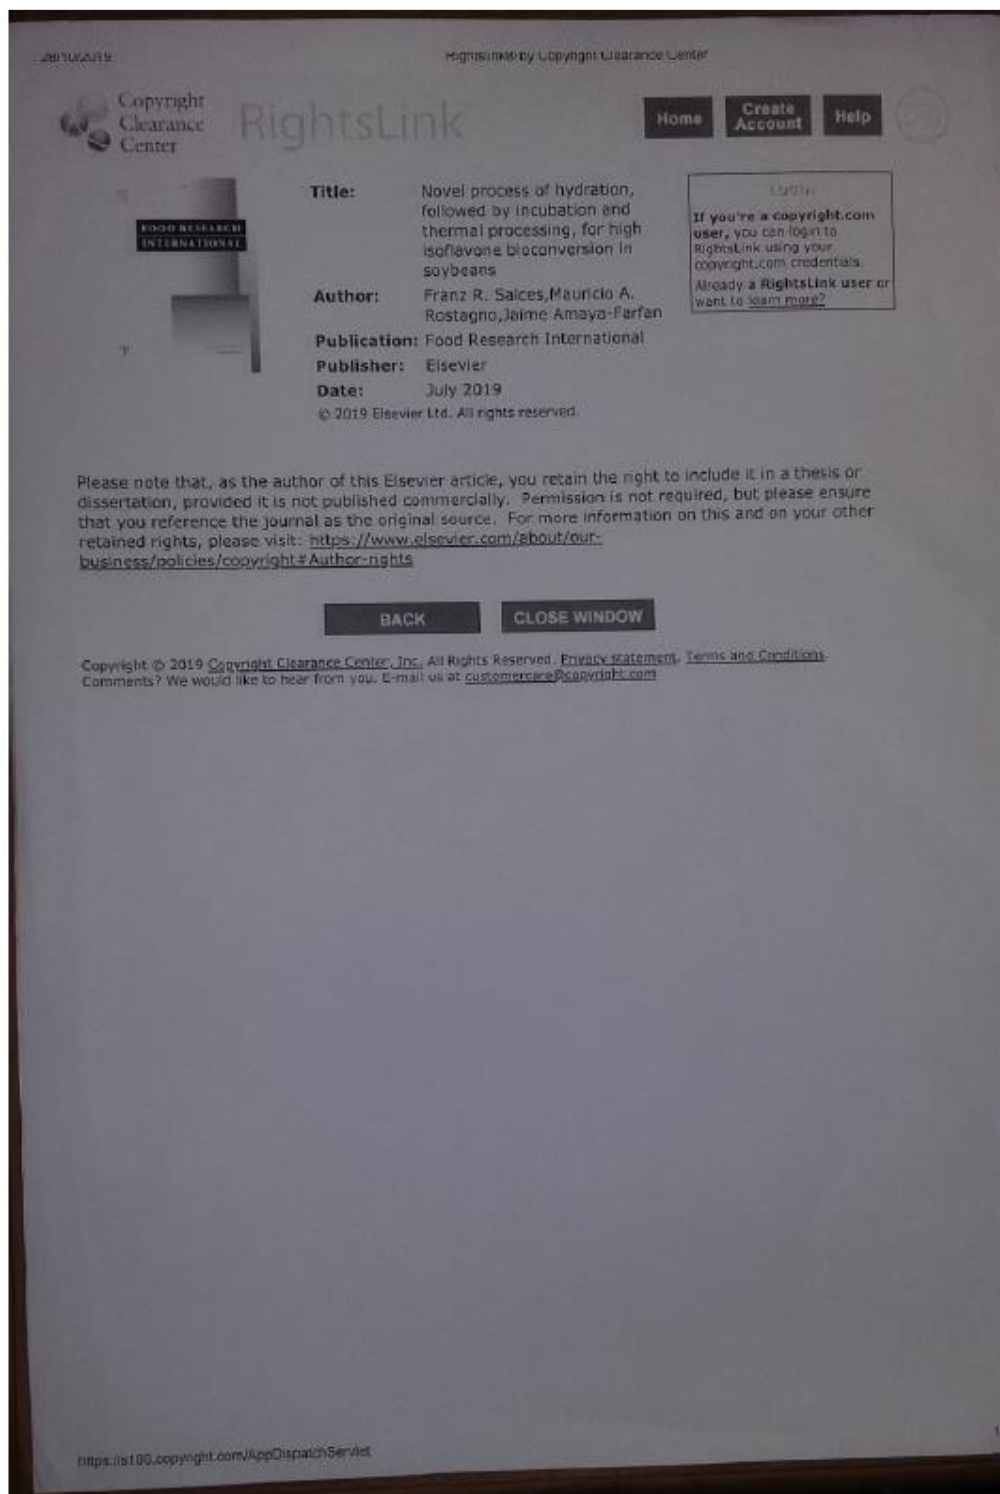 28/10/2019
Rightslink® by Copyright Clearance Center
Copyright
Clearance
Center
RightsLink
Home
Create
Account
Help
FOOD RESEARCH
INTERNATIONAL
Title: Novel process of hydration,
followed by incubation and
thermal processing, for high
isoflavone bioconversion in
soybeans
Author: Franz R. Salces,Mauricio A.
Rostagno,Jaime Amaya-Farfan
Publication: Food Research International
Publisher: Elsevier
Date: July 2019
© 2019 Elsevier Ltd. All rights reserved.
LOGIN
If you're a copyright.com
user, you can login to
RightsLink using your
copyright.com credentials.
Already a RightsLink user or
want to learn more?
Please note that, as the author of this Elsevier article, you retain the right to include it in a thesis or
dissertation, provided it is not published commercially. Permission is not required, but please ensure
that you reference the journal as the original source. For more information on this and on your other
retained rights, please visit: https://www.elsevier.com/about/our-
business/policies/copyright#Author-rights
BACK
CLOSE WINDOW
Copyright © 2019 Copyright Clearance Center, Inc. All Rights Reserved. Privacy statement. Terms and Conditions.
Comments? We would like to hear from you. E-mail us at customercare@copyright.com
https://s100.copyright.com/AppDispatchServlet